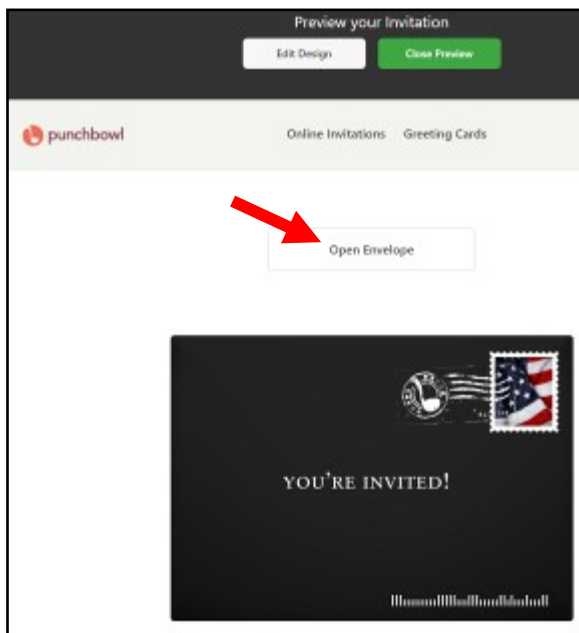 Preview your Invitation
Edit Design Close Preview
punchbowl Online Invitations Greeting Cards
Open Envelope
YOU'RE INVITED!